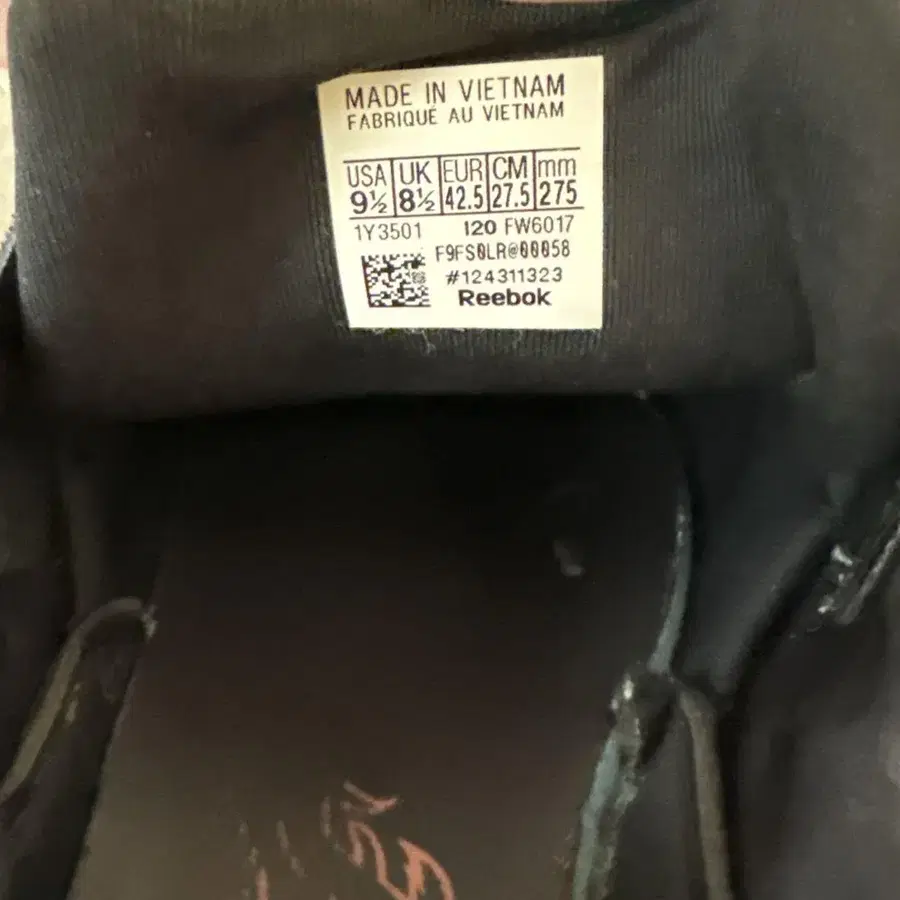 MADE IN VIETNAM
FABRIQUÉ AU VIETNAM
USA UK EUR CM mm
9½ 8½ 42.5 27.5 275
1Y3501 I20 FW6017
F9FS0LR@00058
#124311323
Reebok